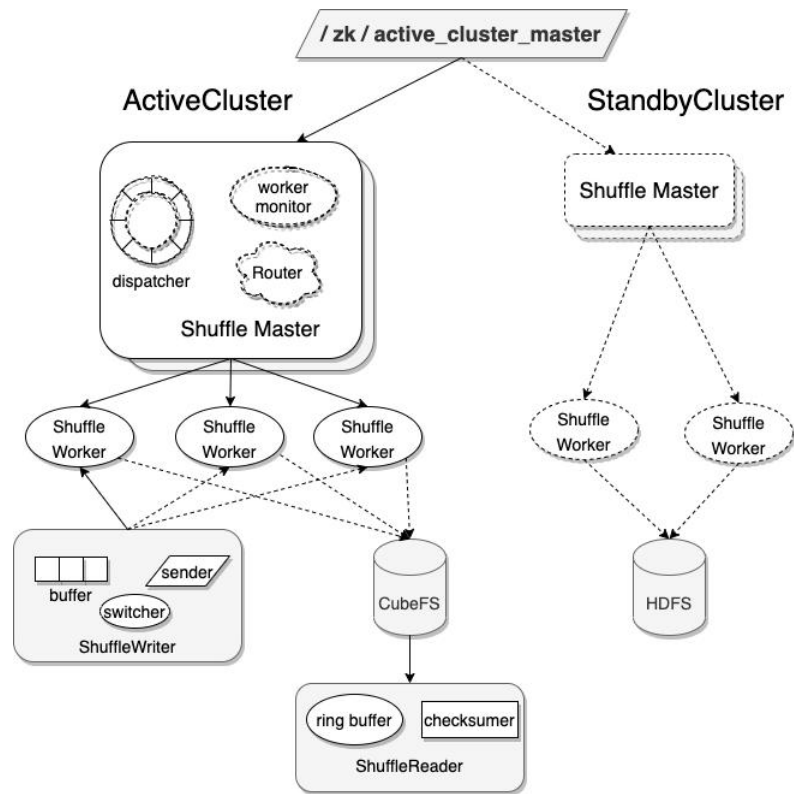 / zk / active_cluster_master
ActiveCluster
StandbyCluster
worker
monitor
dispatcher
Router
Shuffle Master
Shuffle Master
Shuffle
Worker
Shuffle
Worker
Shuffle
Worker
Shuffle
Worker
Shuffle
Worker
buffer
sender
switcher
ShuffleWriter
CubeFS
HDFS
ring buffer
checksumer
ShuffleReader